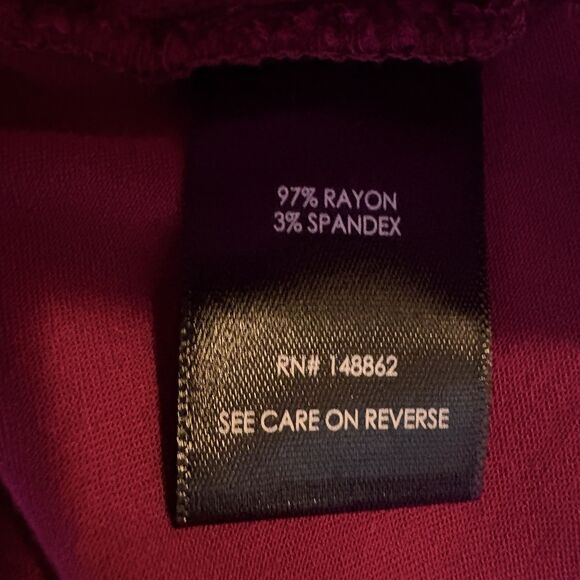 97% RAYON
3% SPANDEX
RN# 148862
SEE CARE ON REVERSE